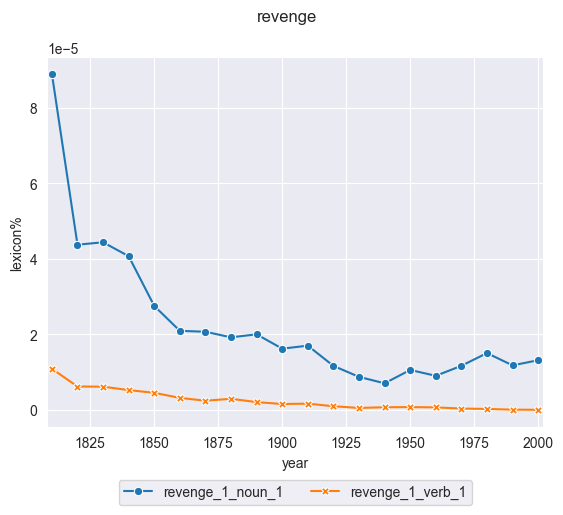 revenge
1e−5
8
6
4
2
0
lexicon%
1825 1850 1875 1900 1925 1950 1975 2000
year
revenge_1_noun_1 revenge_1_verb_1